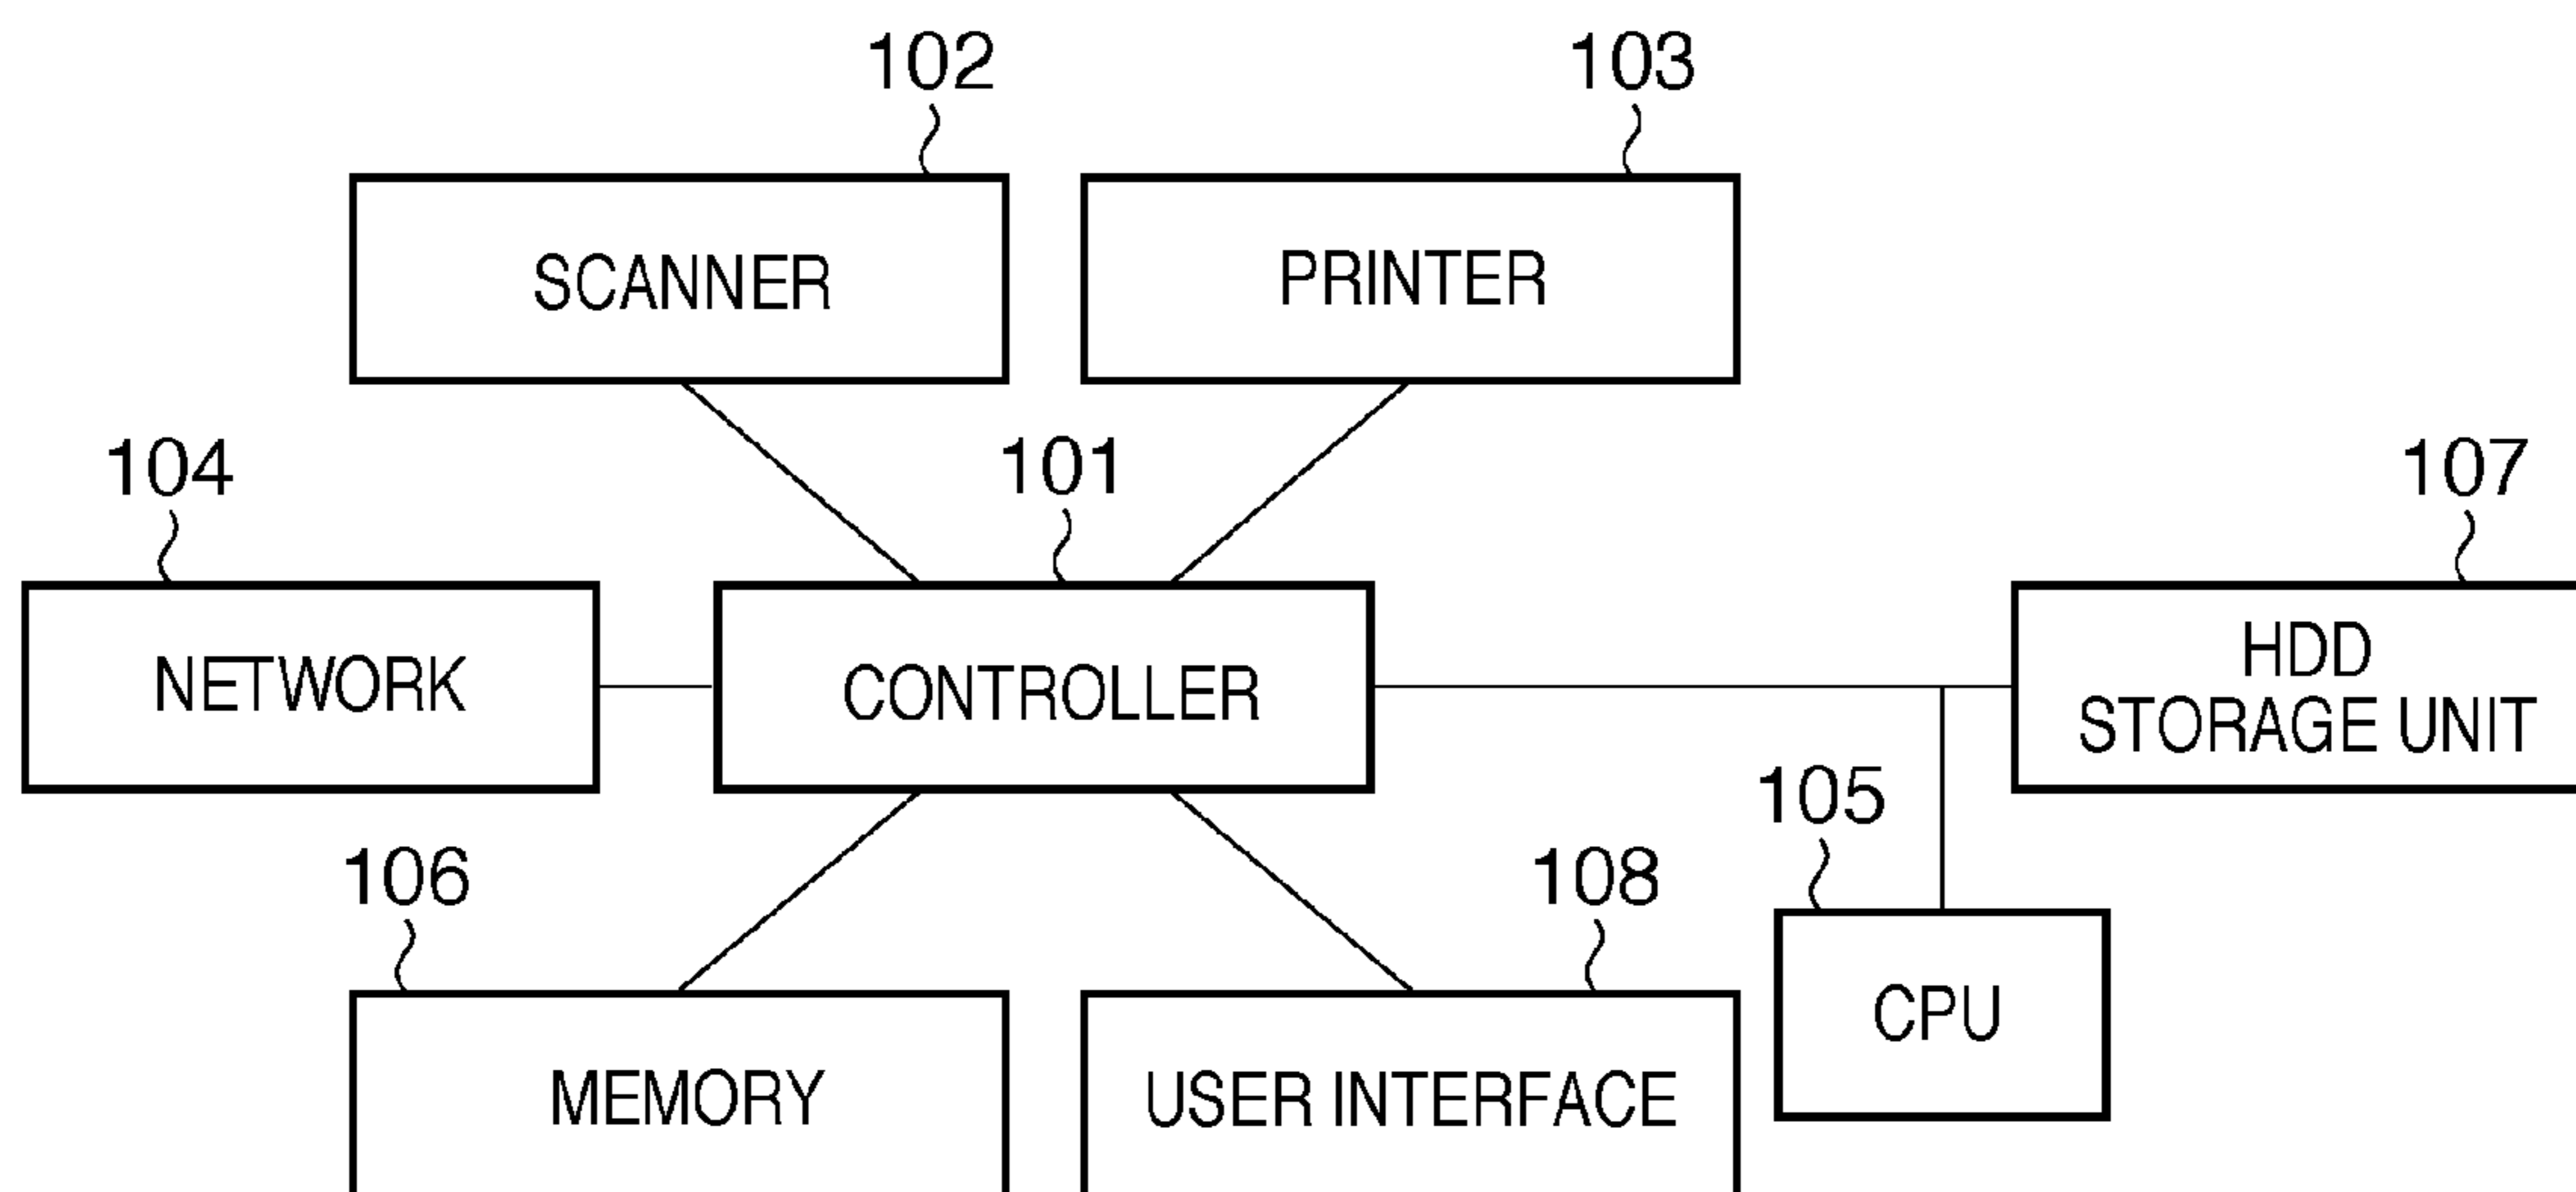 102
103
SCANNER
PRINTER
104
101
107
NETWORK
CONTROLLER
HDD
STORAGE UNIT
105
106
108
CPU
MEMORY
USER INTERFACE